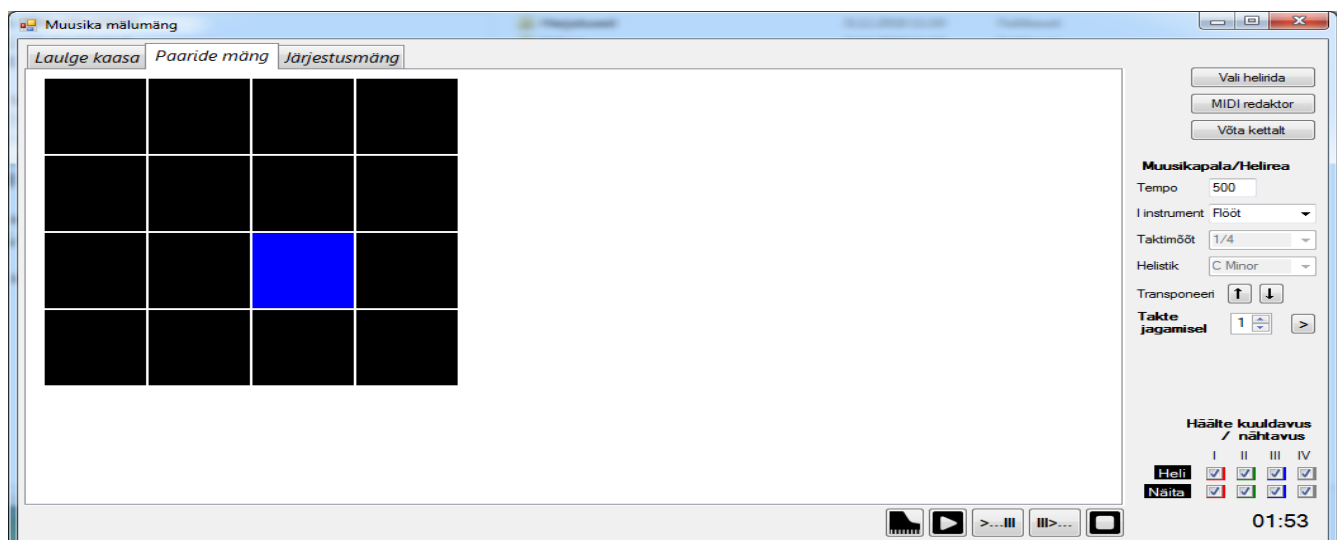 Muusika mälumäng
Laulge kaasa Paaride mäng Järjestusmäng
Vali helirida
MIDI redaktor
Võta kettalt
Muusikapala/Helirea
Tempo 500
I instrument Flööt
Taktimõõt 1/4
Helistik C Minor
Transponeeri
Takte
jagamisel 1 >
Häälte kuuldavus
/ nähtavus
I II III IV
Heli
Näita
>...III III>...
01:53